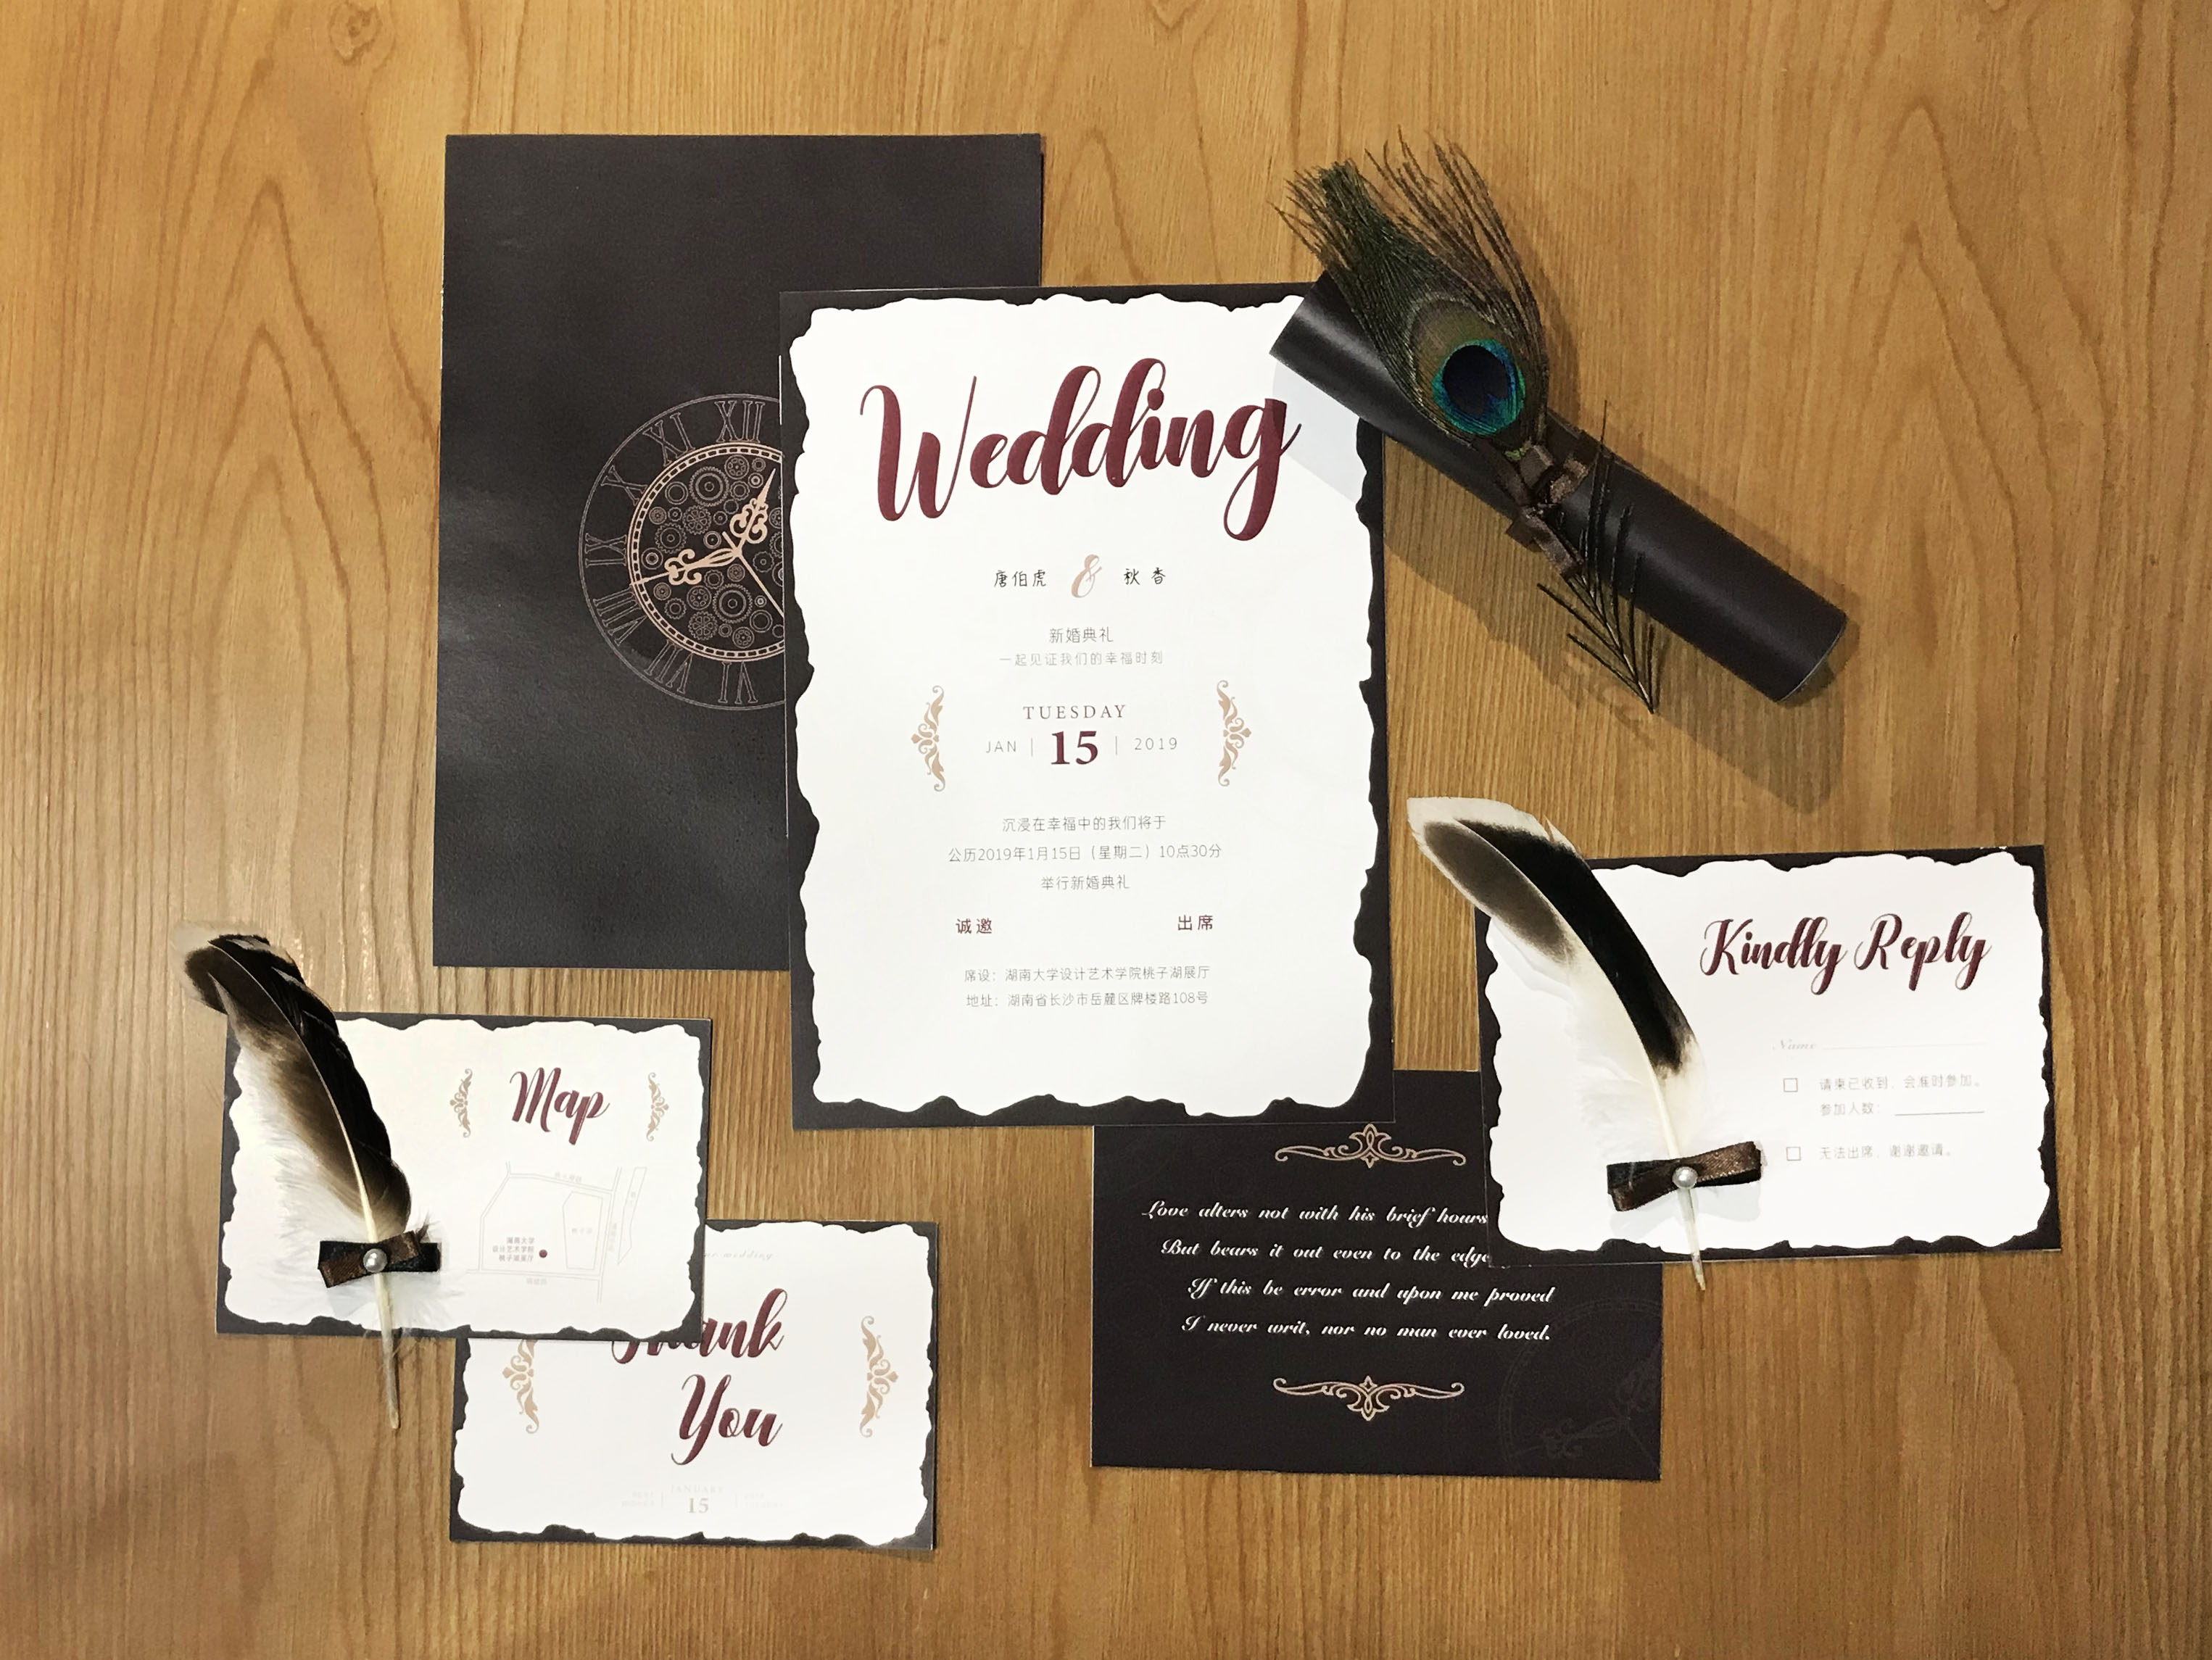 XII
XI
X
IX
VIII
VII
VI
Wedding
唐伯虎 & 秋香
新婚典礼
一起见证我们的幸福时刻
TUESDAY
JAN | 15 | 2019
沉浸在幸福中的我们将于
公历2019年1月15日（星期二）10点30分
举行新婚典礼
诚邀 出席
席设：湖南大学设计艺术学院桃子湖展厅
地址：湖南省长沙市岳麓区牌楼路108号
Kindly Reply
Name
请柬已收到，会准时参加。
参加人数：
无法出席，谢谢邀请。
Map
湖南大学
设计艺术学院
桃子湖展厅
wedding
Thank
You
JANUARY
15
Love alters not with his brief hours
But bears it out even to the edge
If this be error and upon me proved
I never writ, nor no man ever loved.